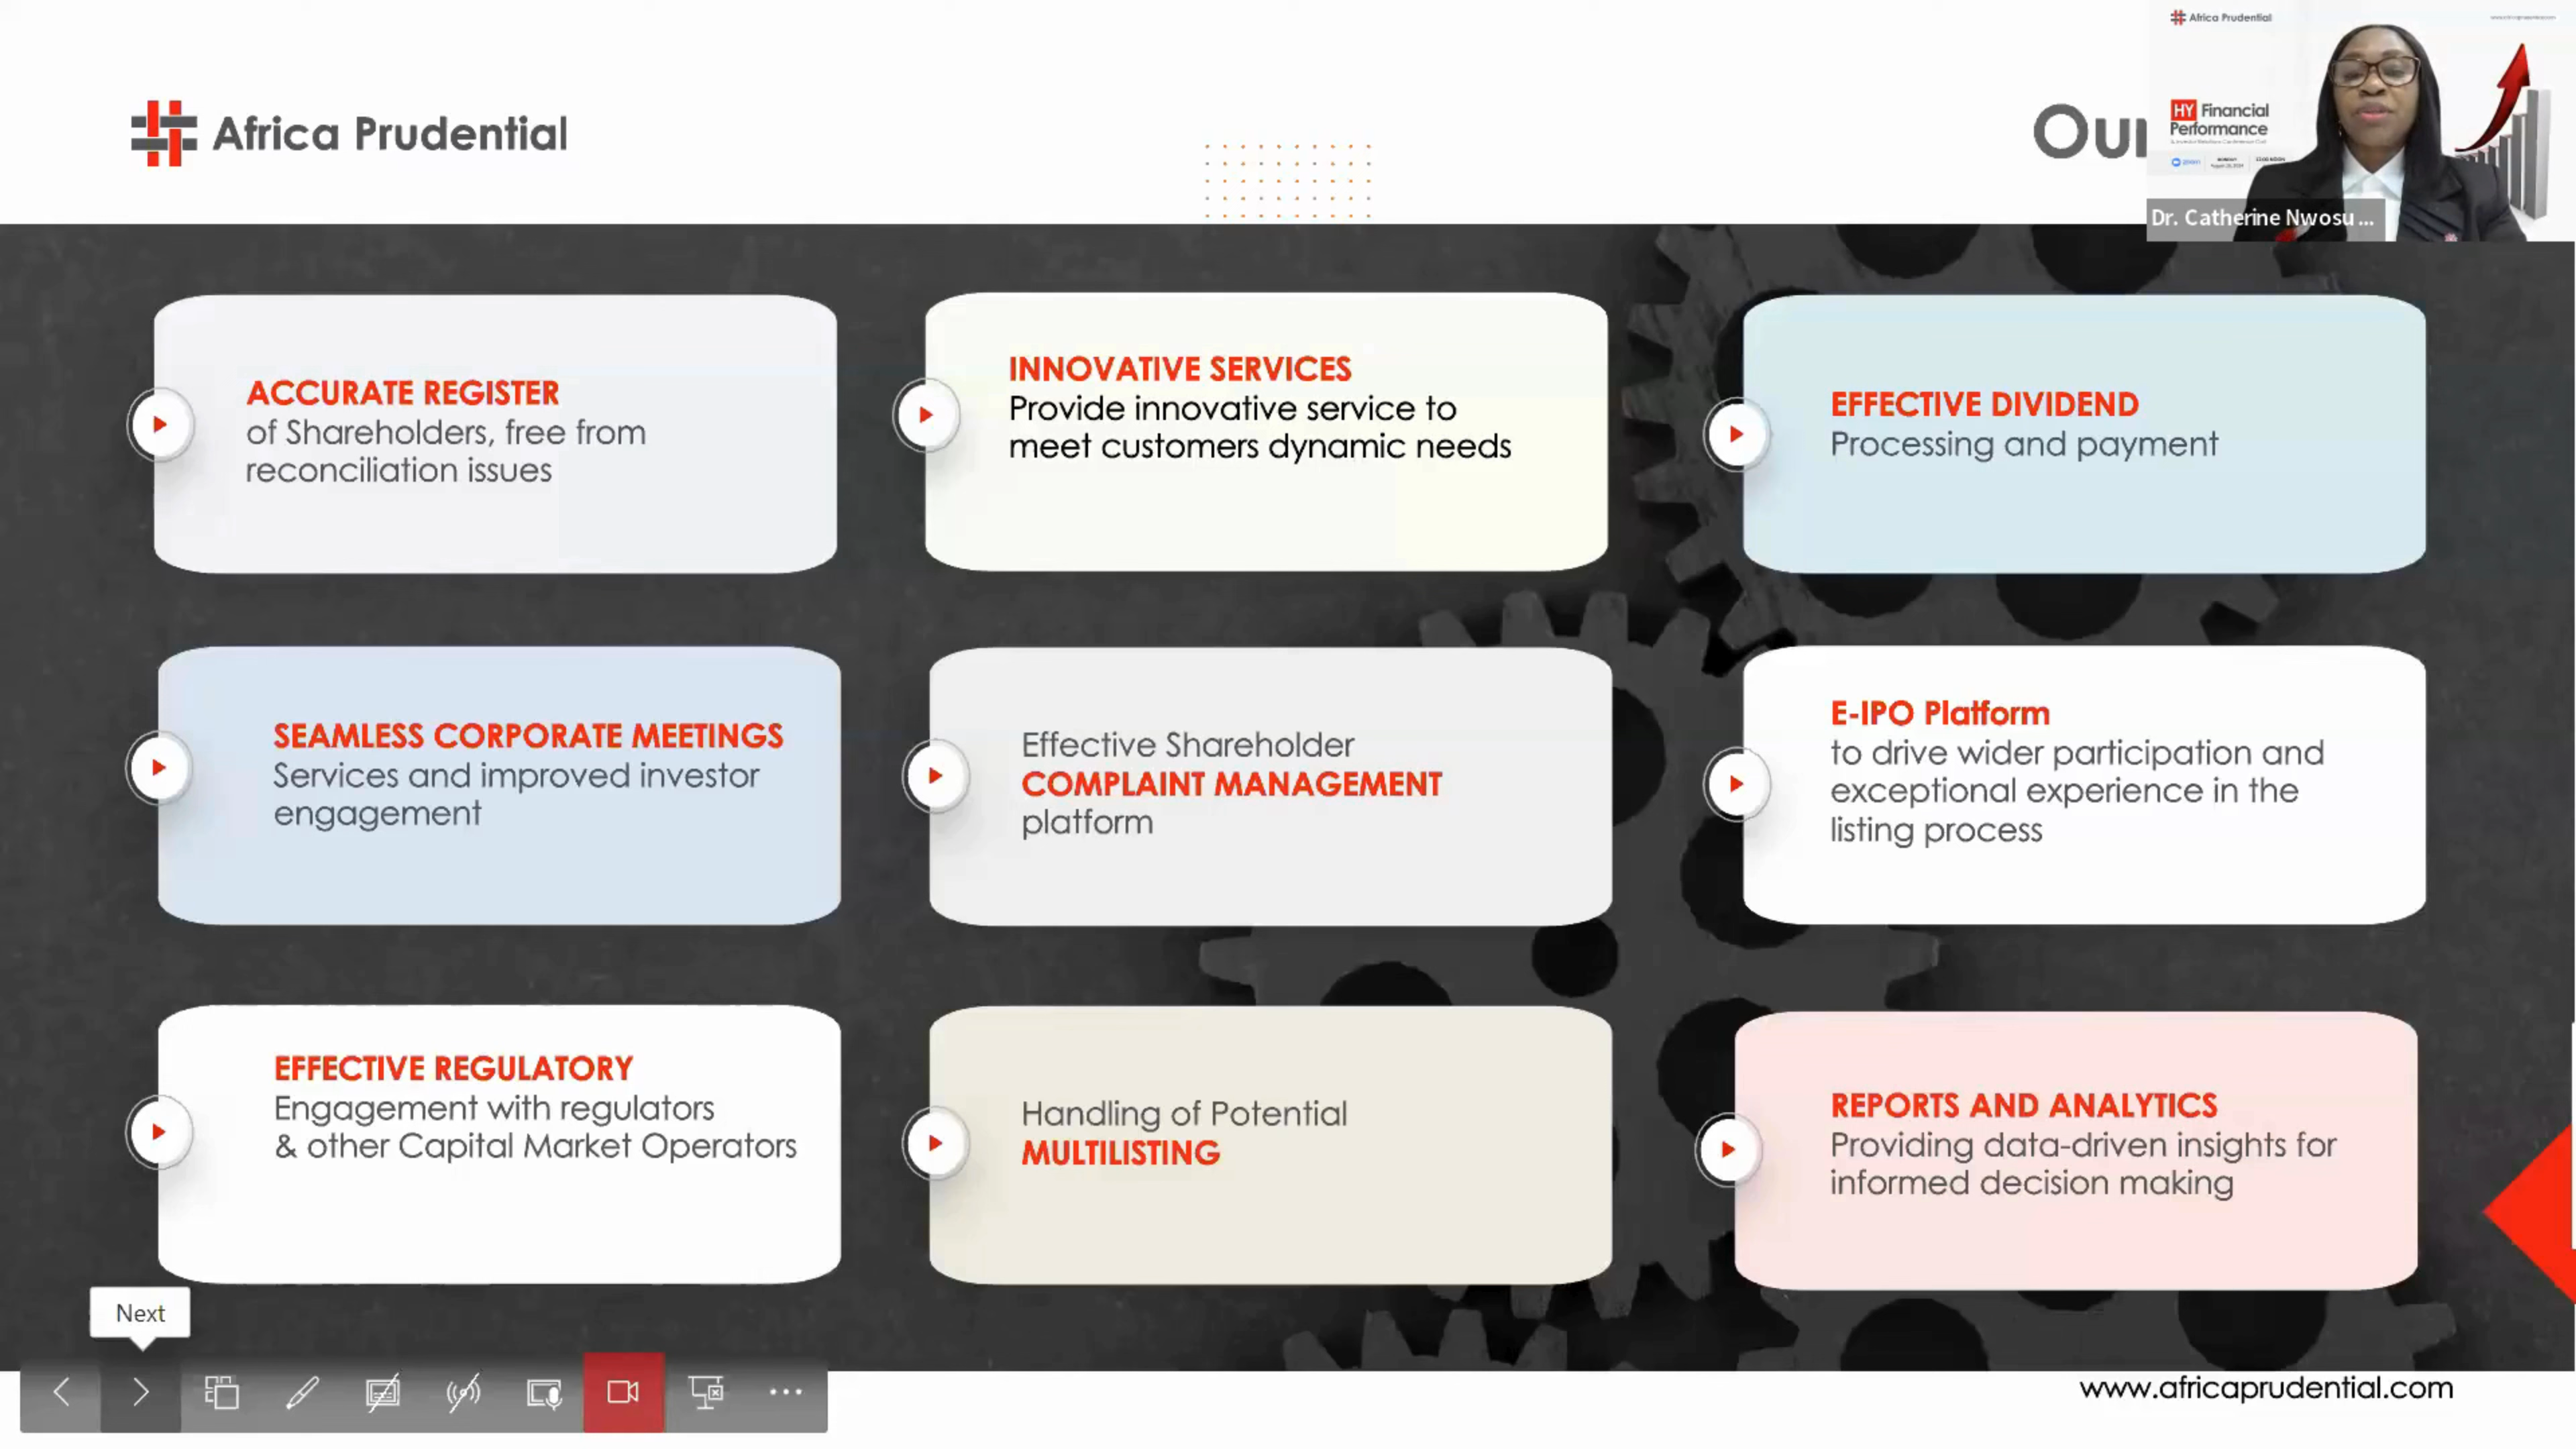 Africa Prudential
Our
Africa Prudential
HY Financial
Performance
Dr. Catherine Nwosu ...
ACCURATE REGISTER
of Shareholders, free from
reconciliation issues
INNOVATIVE SERVICES
Provide innovative service to
meet customers dynamic needs
EFFECTIVE DIVIDEND
Processing and payment
SEAMLESS CORPORATE MEETINGS
Services and improved investor
engagement
Effective Shareholder
COMPLAINT MANAGEMENT
platform
E-IPO Platform
to drive wider participation and
exceptional experience in the
listing process
EFFECTIVE REGULATORY
Engagement with regulators
& other Capital Market Operators
Handling of Potential
MULTILISTING
REPORTS AND ANALYTICS
Providing data-driven insights for
informed decision making
Next
www.africaprudential.com